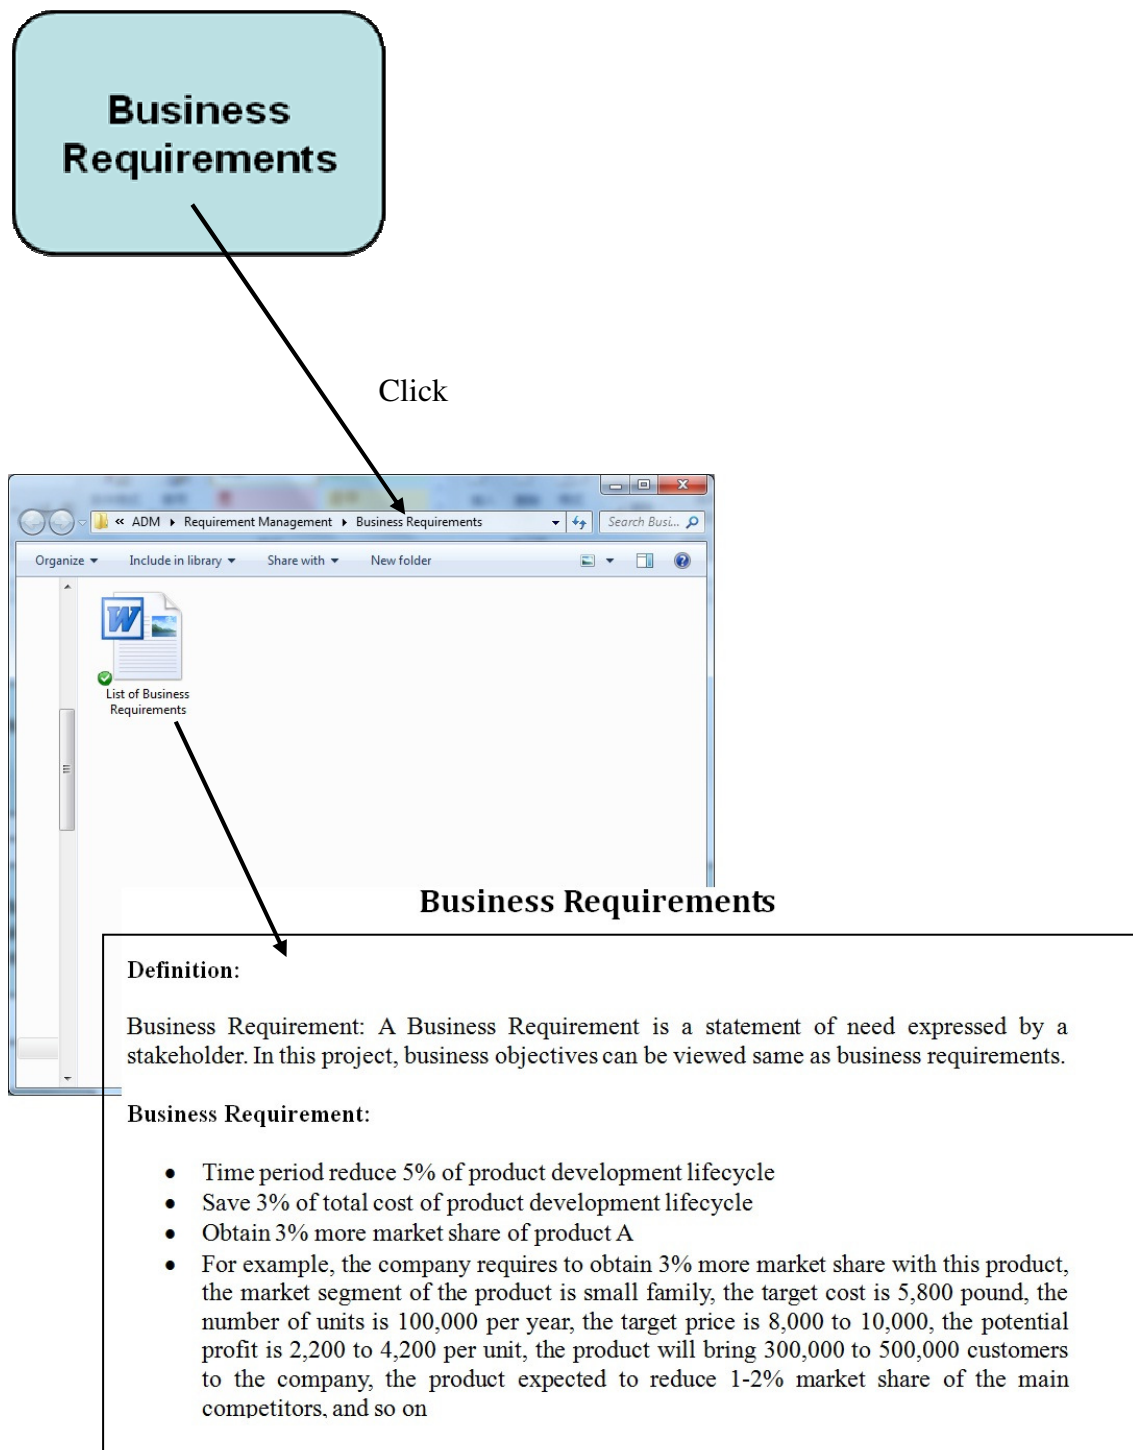 Business
Requirements
Click
« ADM ▸ Requirement Management ▸ Business Requirements
Search Busi...
Organize ▾ Include in library ▾ Share with ▾ New folder
List of Business
Requirements
Business Requirements
Definition:
Business Requirement: A Business Requirement is a statement of need expressed by a
stakeholder. In this project, business objectives can be viewed same as business requirements.
Business Requirement:
• Time period reduce 5% of product development lifecycle
• Save 3% of total cost of product development lifecycle
• Obtain 3% more market share of product A
• For example, the company requires to obtain 3% more market share with this product,
the market segment of the product is small family, the target cost is 5,800 pound, the
number of units is 100,000 per year, the target price is 8,000 to 10,000, the potential
profit is 2,200 to 4,200 per unit, the product will bring 300,000 to 500,000 customers
to the company, the product expected to reduce 1-2% market share of the main
competitors, and so on